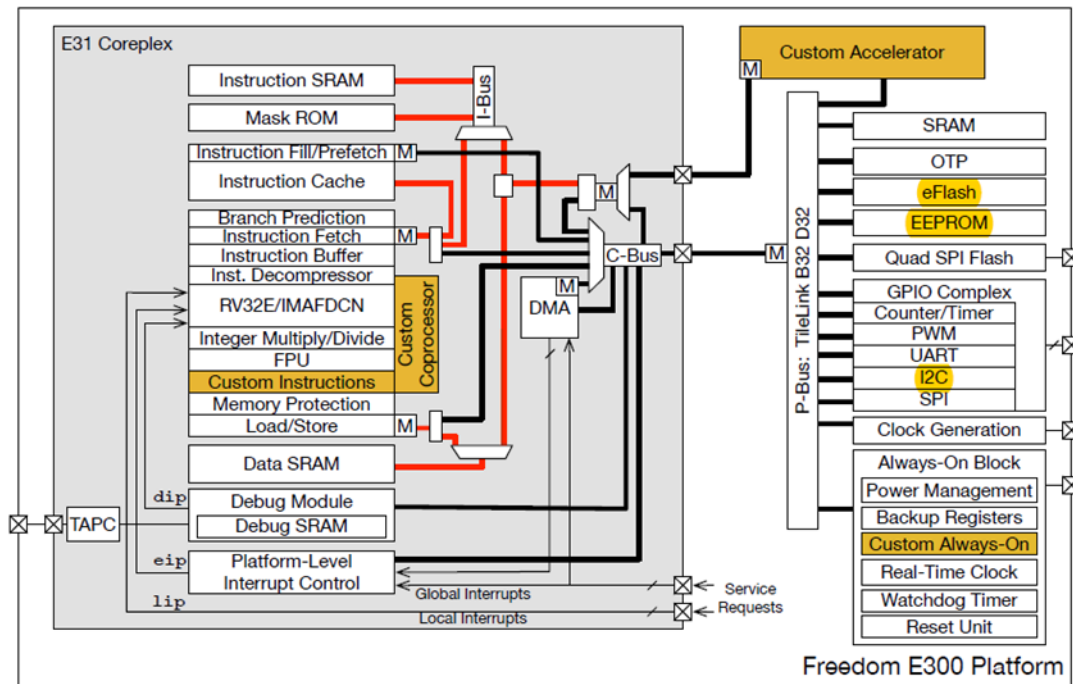 E31 Coreplex
Instruction SRAM
Mask ROM
Instruction Fill/Prefetch
M
Instruction Cache
Branch Prediction
Instruction Fetch
M
Instruction Buffer
Inst. Decompressor
RV32E/IMAFDCN
Integer Multiply/Divide
FPU
Custom Instructions
Custom
Coprocessor
Memory Protection
Load/Store
M
Data SRAM
dip
Debug Module
Debug SRAM
TAPC
eip
Platform-Level
Interrupt Control
lip
Global Interrupts
Local Interrupts
Service
Requests
I-Bus
M
C-Bus
M
DMA
Custom Accelerator
M
M
P-Bus: TileLink B32 D32
SRAM
OTP
eFlash
EEPROM
Quad SPI Flash
GPIO Complex
Counter/Timer
PWM
UART
I2C
SPI
Clock Generation
Always-On Block
Power Management
Backup Registers
Custom Always-On
Real-Time Clock
Watchdog Timer
Reset Unit
Freedom E300 Platform